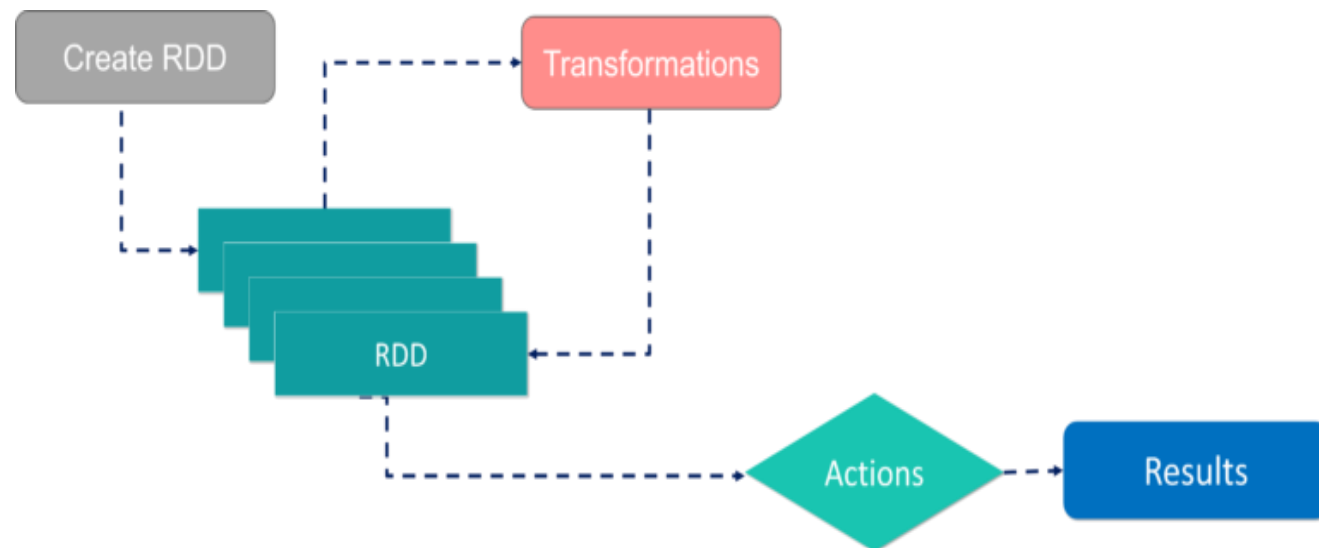 Create RDD
Transformations
RDD
Actions
Results